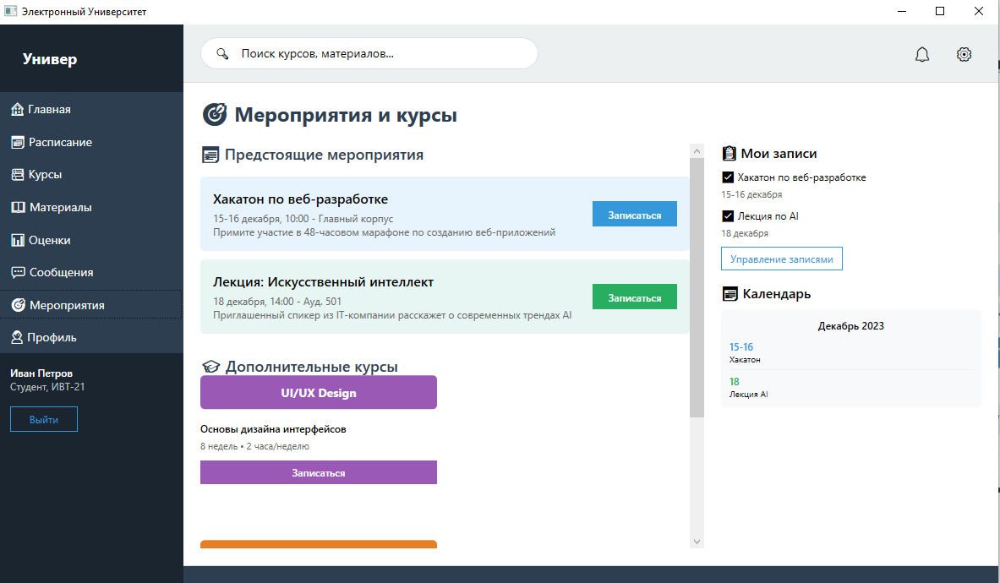 Электронный Университет
Универ
Поиск курсов, материалов...
Главная
Расписание
Курсы
Материалы
Оценки
Сообщения
Мероприятия
Профиль
Иван Петров
Студент, ИВТ-21
Выйти
Мероприятия и курсы
Предстоящие мероприятия
Хакатон по веб-разработке
15-16 декабря, 10:00 - Главный корпус
Примите участие в 48-часовом марафоне по созданию веб-приложений
Записаться
Лекция: Искусственный интеллект
18 декабря, 14:00 - Ауд. 501
Приглашенный спикер из IT-компании расскажет о современных трендах AI
Записаться
Дополнительные курсы
UI/UX Design
Основы дизайна интерфейсов
8 недель • 2 часа/неделю
Записаться
Мои записи
Хакатон по веб-разработке
15-16 декабря
Лекция по AI
18 декабря
Управление записями
Календарь
Декабрь 2023
15-16
Хакатон
18
Лекция AI